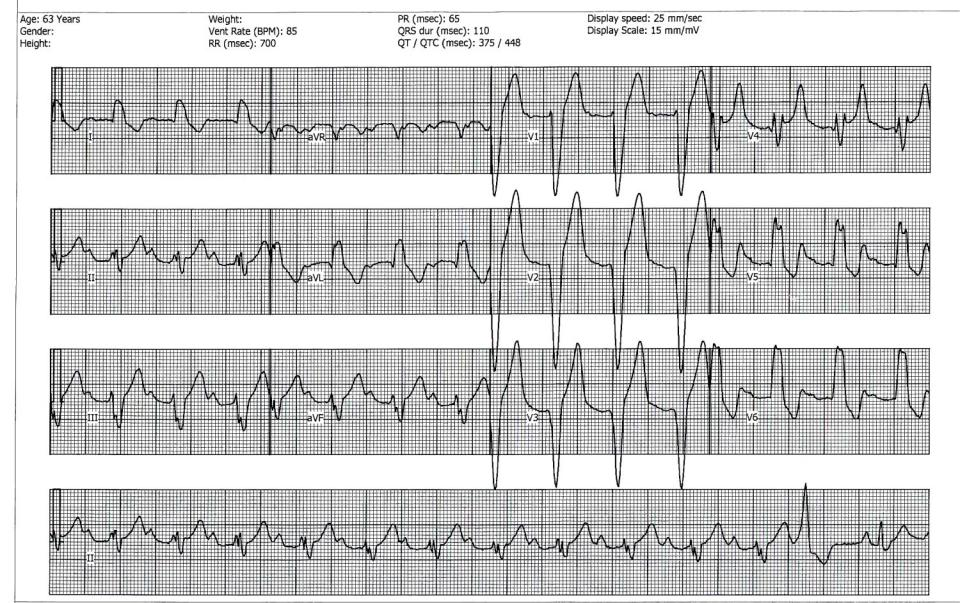 Age: 63 Years
Gender:
Height:
Weight:
Vent Rate (BPM): 85
RR (msec): 700
PR (msec): 65
QRS dur (msec): 110
QT / QTC (msec): 375 / 448
Display speed: 25 mm/sec
Display Scale: 15 mm/mV
I
aVR
V1
V4
II
aVL
V2
V5
III
aVF
V3
V6
II